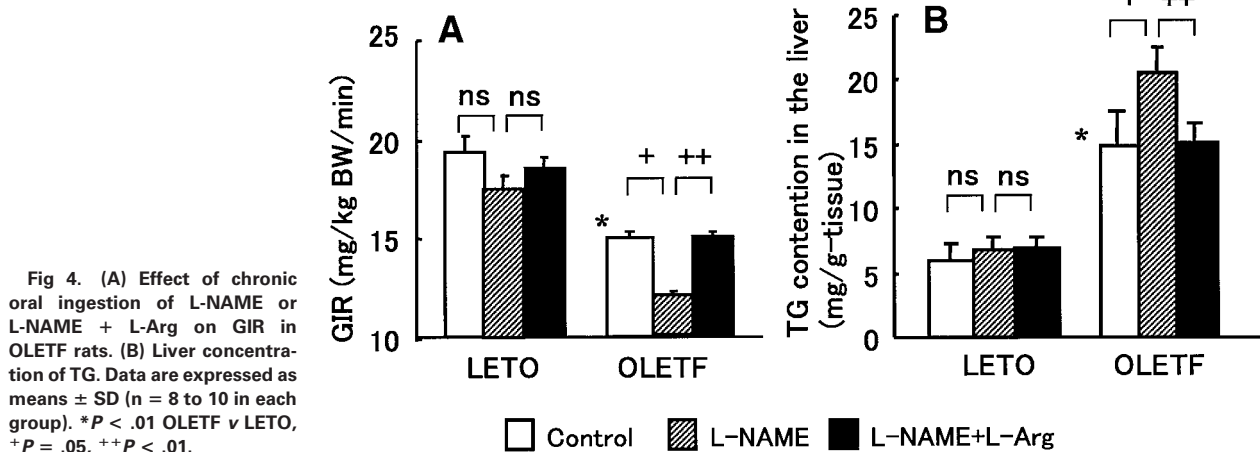 A
25
20
15
10
GIR (mg/kg BW/min)
ns ns
* + ++
LETO OLETF
B
25
20
15
10
5
0
TG contention in the liver
(mg/g-tissue)
ns ns
*
LETO OLETF
Control L-NAME L-NAME+L-Arg
Fig 4. (A) Effect of chronic
oral ingestion of L-NAME or
L-NAME + L-Arg on GIR in
OLETF rats. (B) Liver concentra-
tion of TG. Data are expressed as
means ± SD (n = 8 to 10 in each
group). *P < .01 OLETF v LETO,
+P = .05, ++P < .01.